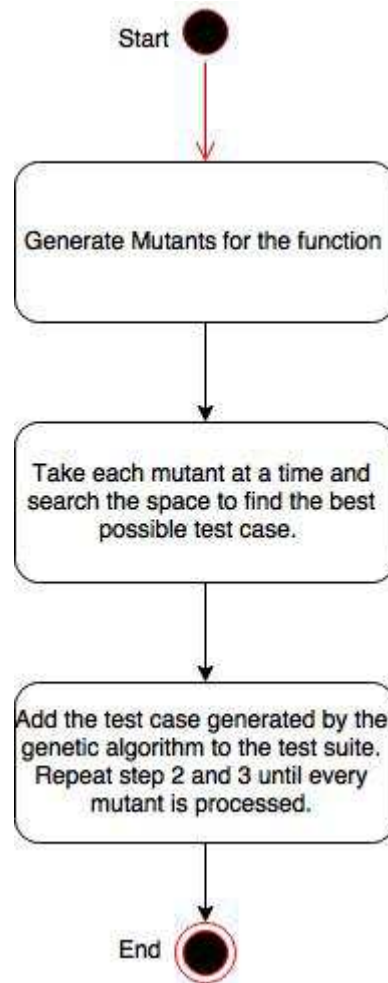 Start
Generate Mutants for the function
Take each mutant at a time and
search the space to find the best
possible test case.
Add the test case generated by the
genetic algorithm to the test suite.
Repeat step 2 and 3 until every
mutant is processed.
End